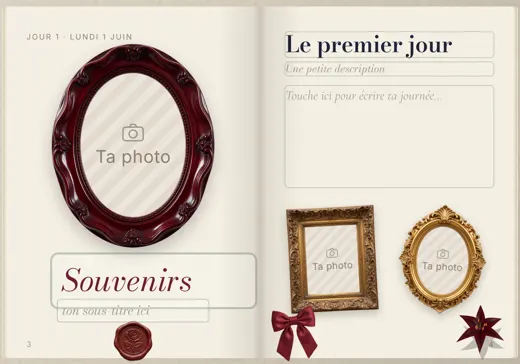 JOUR 1 · LUNDI 1 JUIN
Ta photo
Souvenirs
ton sous-titre ici
3
Le premier jour
Une petite description
Touche ici pour écrire ta journée...
Ta photo
Ta photo